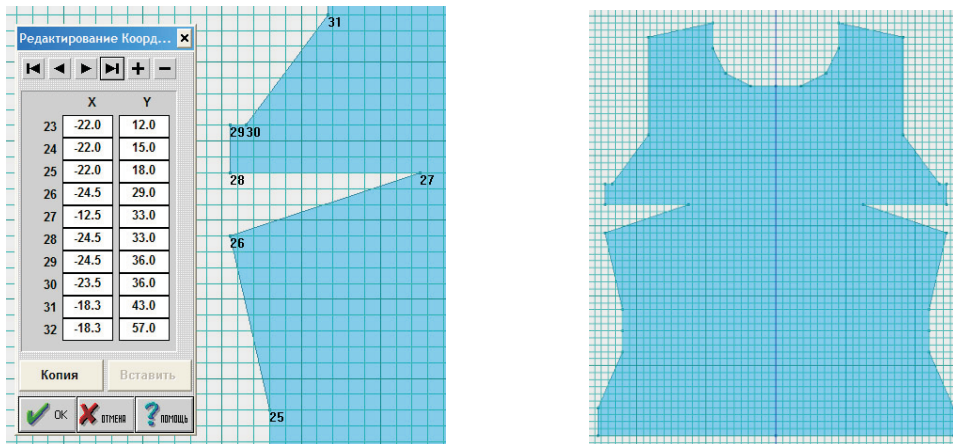 Редактирование Коорд...
X Y
23 -22.0 12.0
24 -22.0 15.0
25 -22.0 18.0
26 -24.5 29.0
27 -12.5 33.0
28 -24.5 33.0
29 -24.5 36.0
30 -23.5 36.0
31 -18.3 43.0
32 -18.3 57.0
Копия Вставить
ОК ОТМЕНА ПОМОЩЬ
31
29 30
28 27
26
25